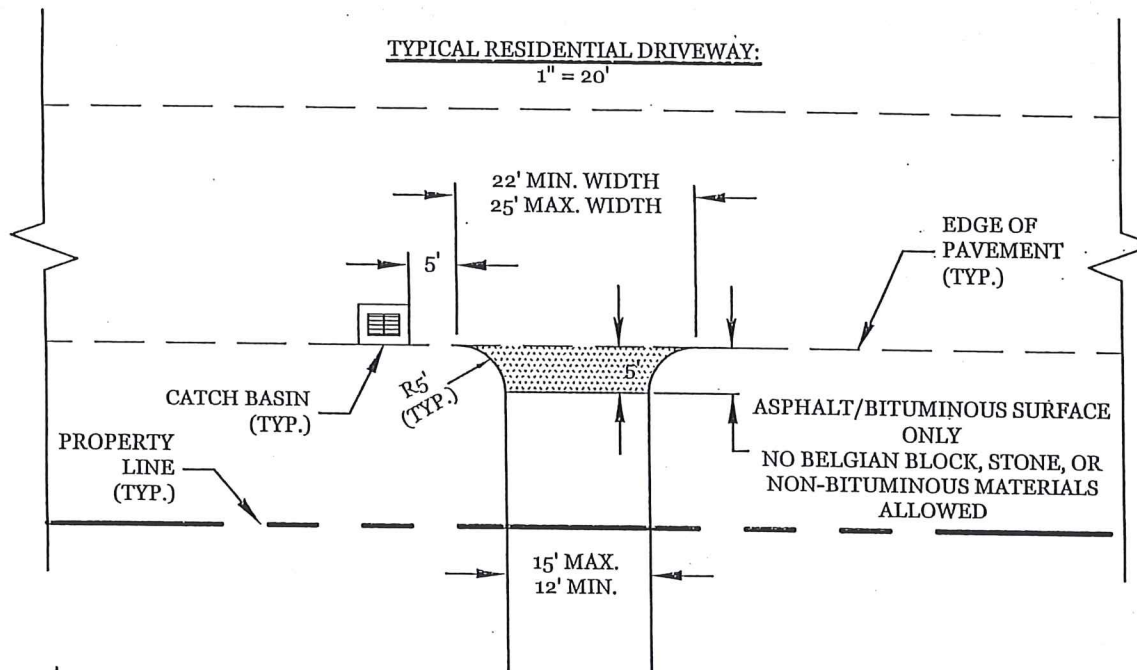 TYPICAL RESIDENTIAL DRIVEWAY:
1" = 20'
22' MIN. WIDTH
25' MAX. WIDTH
EDGE OF
PAVEMENT
(TYP.)
5'
5'
R5'
(TYP.)
CATCH BASIN
(TYP.)
PROPERTY
LINE
(TYP.)
ASPHALT/BITUMINOUS SURFACE
ONLY
NO BELGIAN BLOCK, STONE, OR
NON-BITUMINOUS MATERIALS
ALLOWED
15' MAX.
12' MIN.